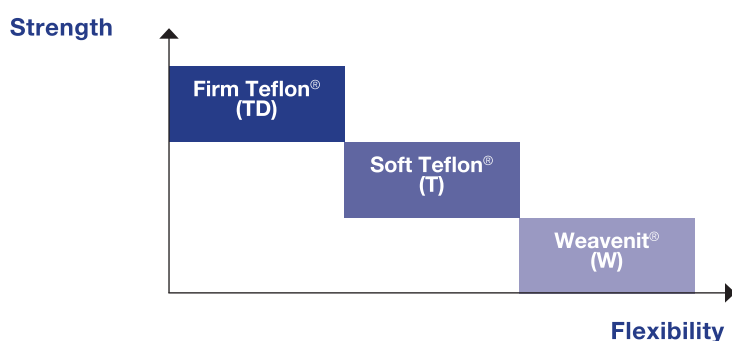 Strength
Firm Teflon®
(TD)
Soft Teflon®
(T)
Weavenit®
(W)
Flexibility